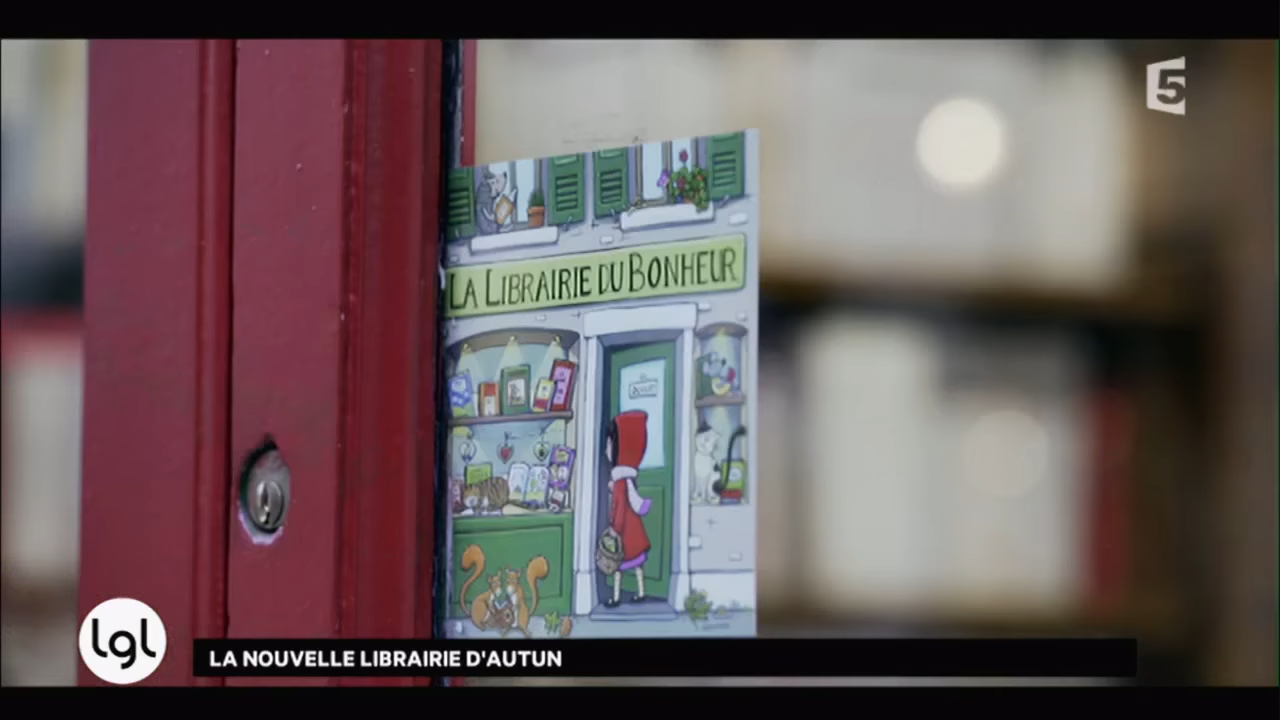 5
LA LIBRAIRIE DU BONHEUR
lgl
LA NOUVELLE LIBRAIRIE D'AUTUN